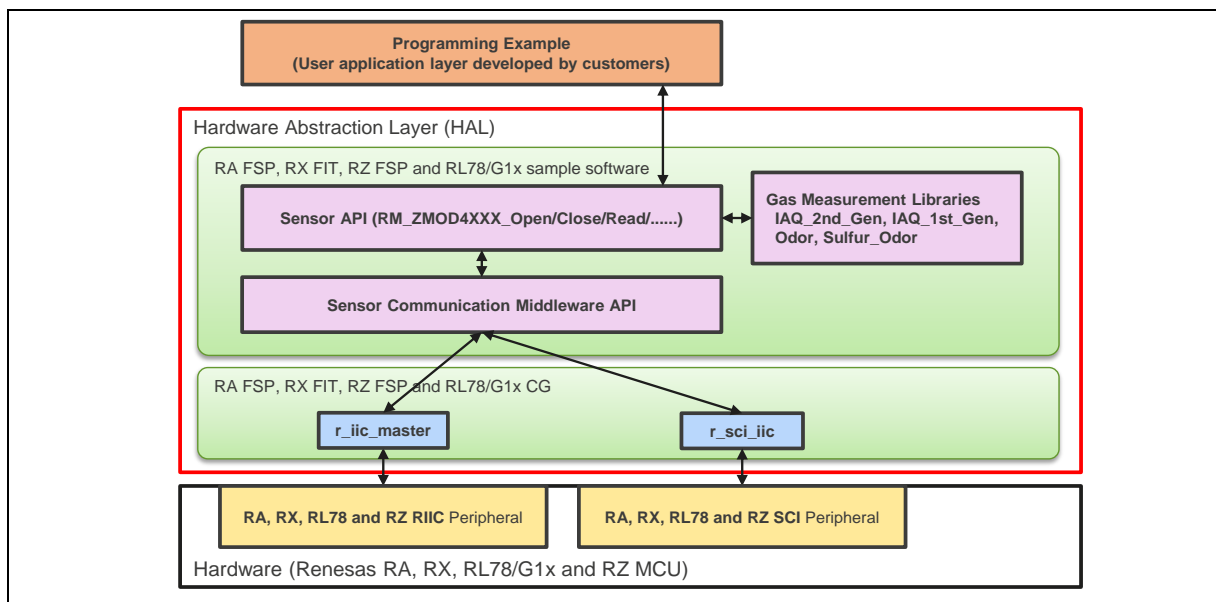 Programming Example
(User application layer developed by customers)
Hardware Abstraction Layer (HAL)
RA FSP, RX FIT, RZ FSP and RL78/G1x sample software
Sensor API (RM_ZMOD4XXX_Open/Close/Read/......)
Gas Measurement Libraries
IAQ_2nd_Gen, IAQ_1st_Gen,
Odor, Sulfur_Odor
Sensor Communication Middleware API
RA FSP, RX FIT, RZ FSP and RL78/G1x CG
r_iic_master
r_sci_iic
RA, RX, RL78 and RZ RIIC Peripheral
RA, RX, RL78 and RZ SCI Peripheral
Hardware (Renesas RA, RX, RL78/G1x and RZ MCU)